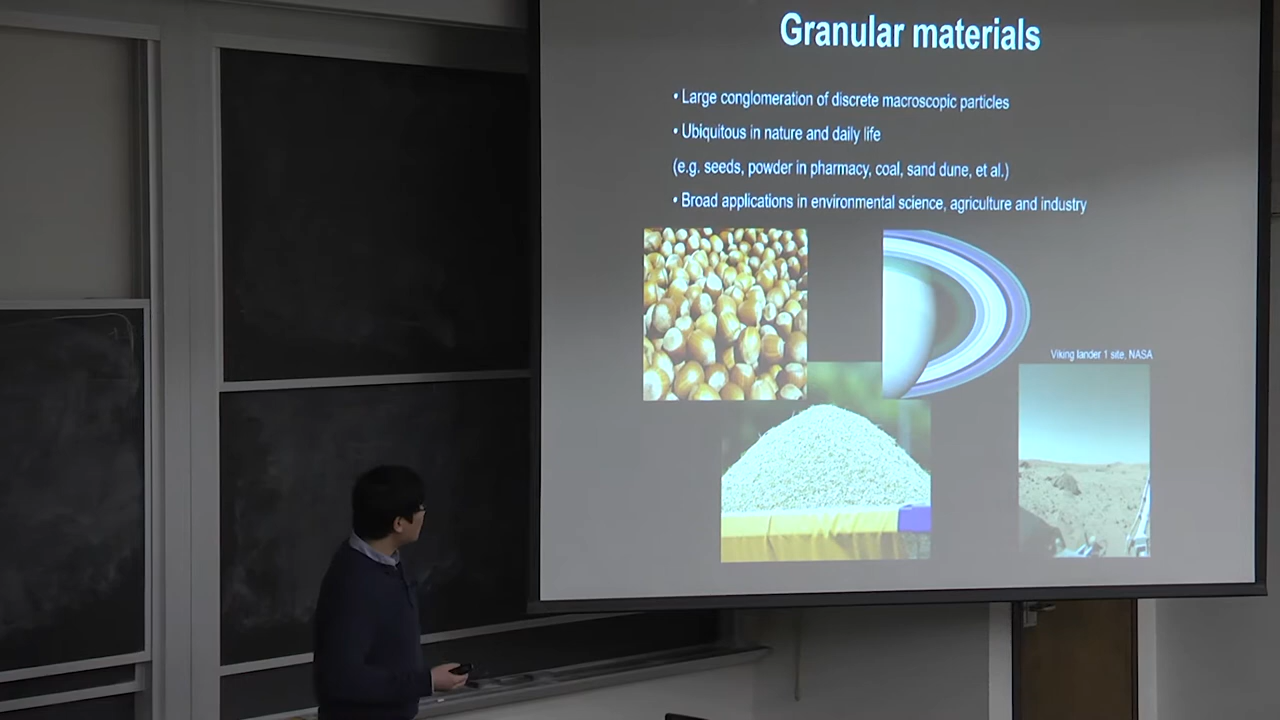 Granular materials
• Large conglomeration of discrete macroscopic particles
• Ubiquitous in nature and daily life
(e.g. seeds, powder in pharmacy, coal, sand dune, et al.)
• Broad applications in environmental science, agriculture and industry
Viking lander 1 site, NASA